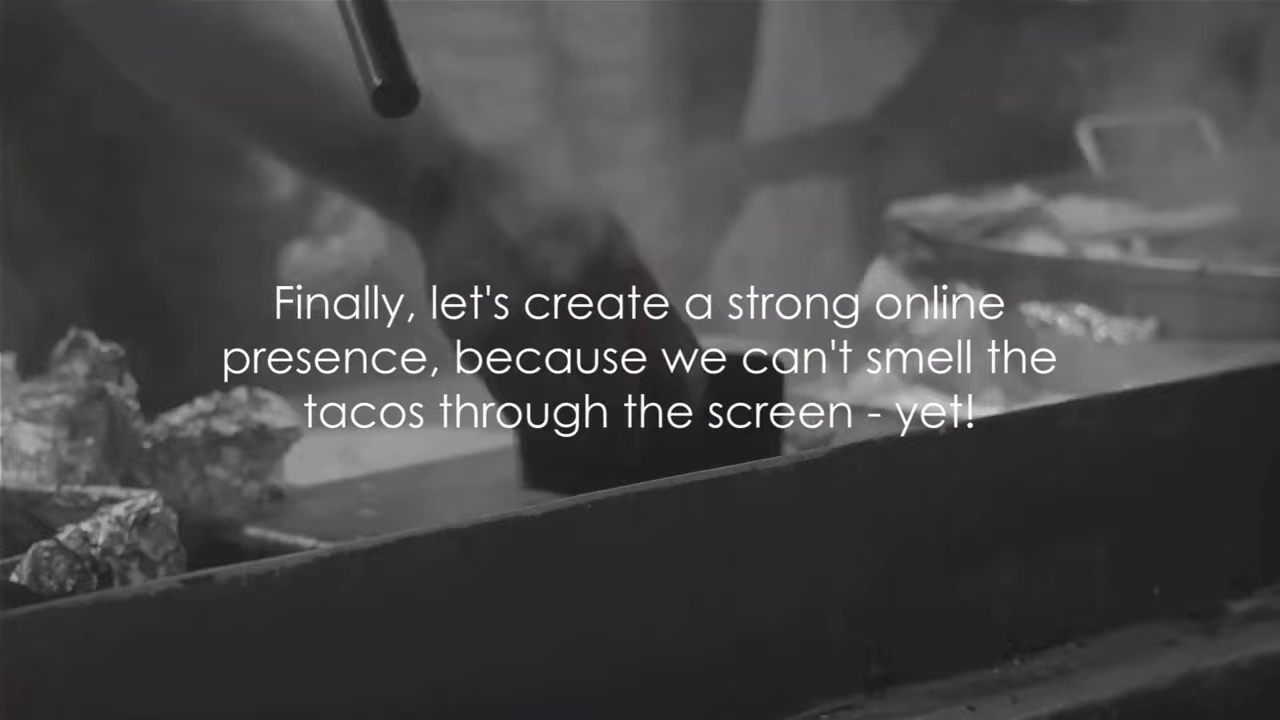 Finally, let's create a strong online
presence, because we can't smell the
tacos through the screen - yet!